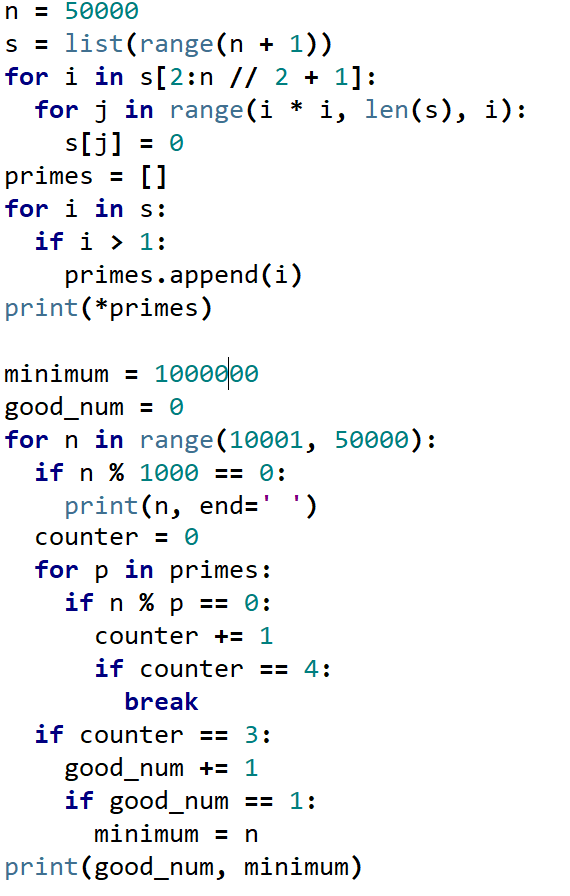 n = 50000
s = list(range(n + 1))
for i in s[2:n // 2 + 1]:
  for j in range(i * i, len(s), i):
    s[j] = 0
primes = []
for i in s:
  if i > 1:
    primes.append(i)
print(*primes)

minimum = 1000000
good_num = 0
for n in range(10001, 50000):
  if n % 1000 == 0:
    print(n, end=' ')
  counter = 0
  for p in primes:
    if n % p == 0:
      counter += 1
      if counter == 4:
        break
  if counter == 3:
    good_num += 1
    if good_num == 1:
      minimum = n
print(good_num, minimum)